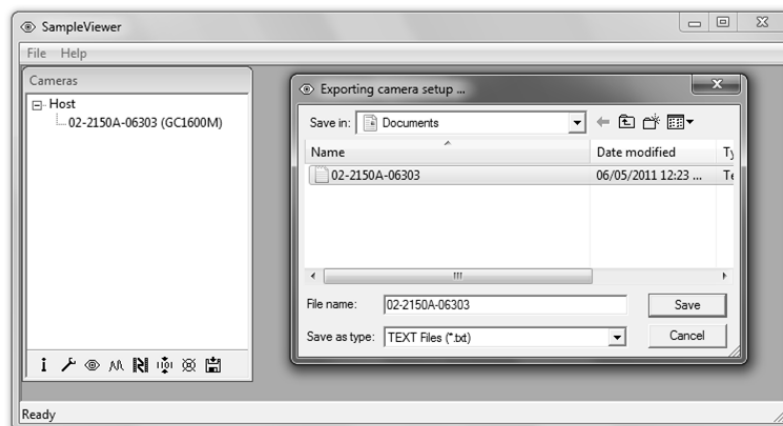 SampleViewer
File Help
Cameras
Host
02-2150A-06303 (GC1600M)
Exporting camera setup ...
Save in: Documents
Name Date modified
02-2150A-06303 06/05/2011 12:23 ...
File name: 02-2150A-06303 Save
Save as type: TEXT Files (*.txt) Cancel
Ready